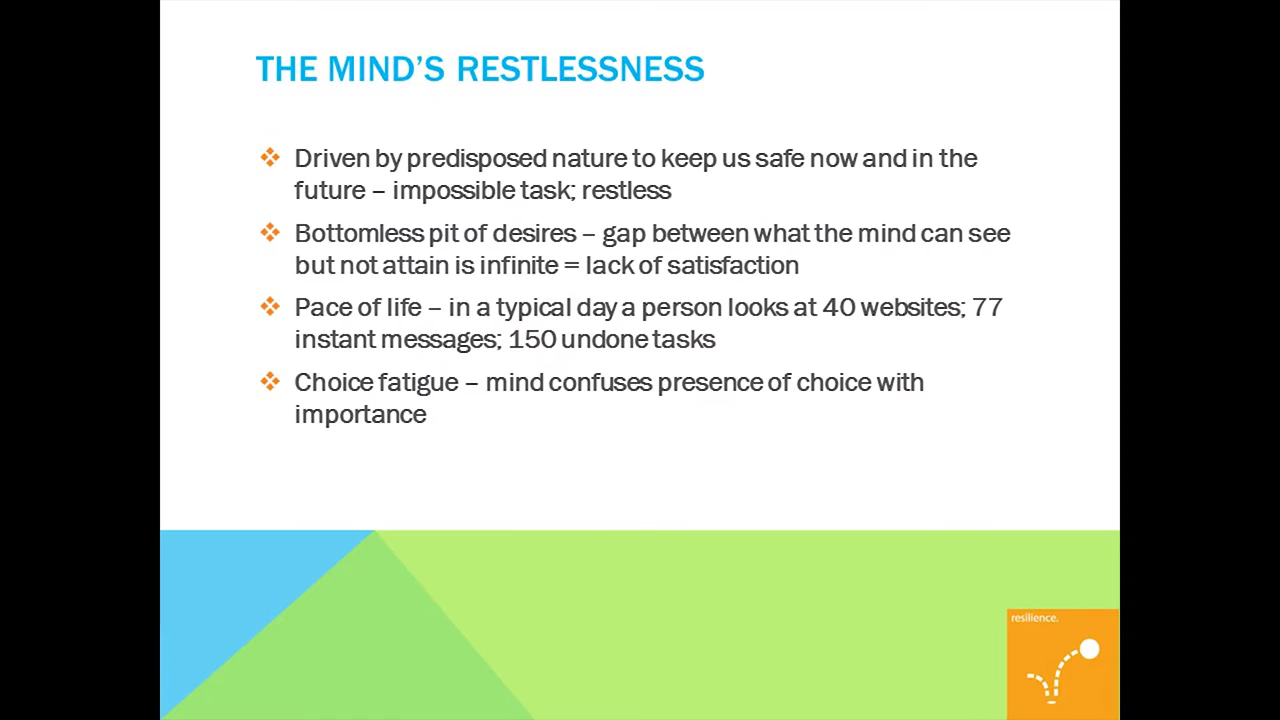 THE MIND’S RESTLESSNESS
Driven by predisposed nature to keep us safe now and in the
future – impossible task; restless
Bottomless pit of desires – gap between what the mind can see
but not attain is infinite = lack of satisfaction
Pace of life – in a typical day a person looks at 40 websites; 77
instant messages; 150 undone tasks
Choice fatigue – mind confuses presence of choice with
importance
resilience.